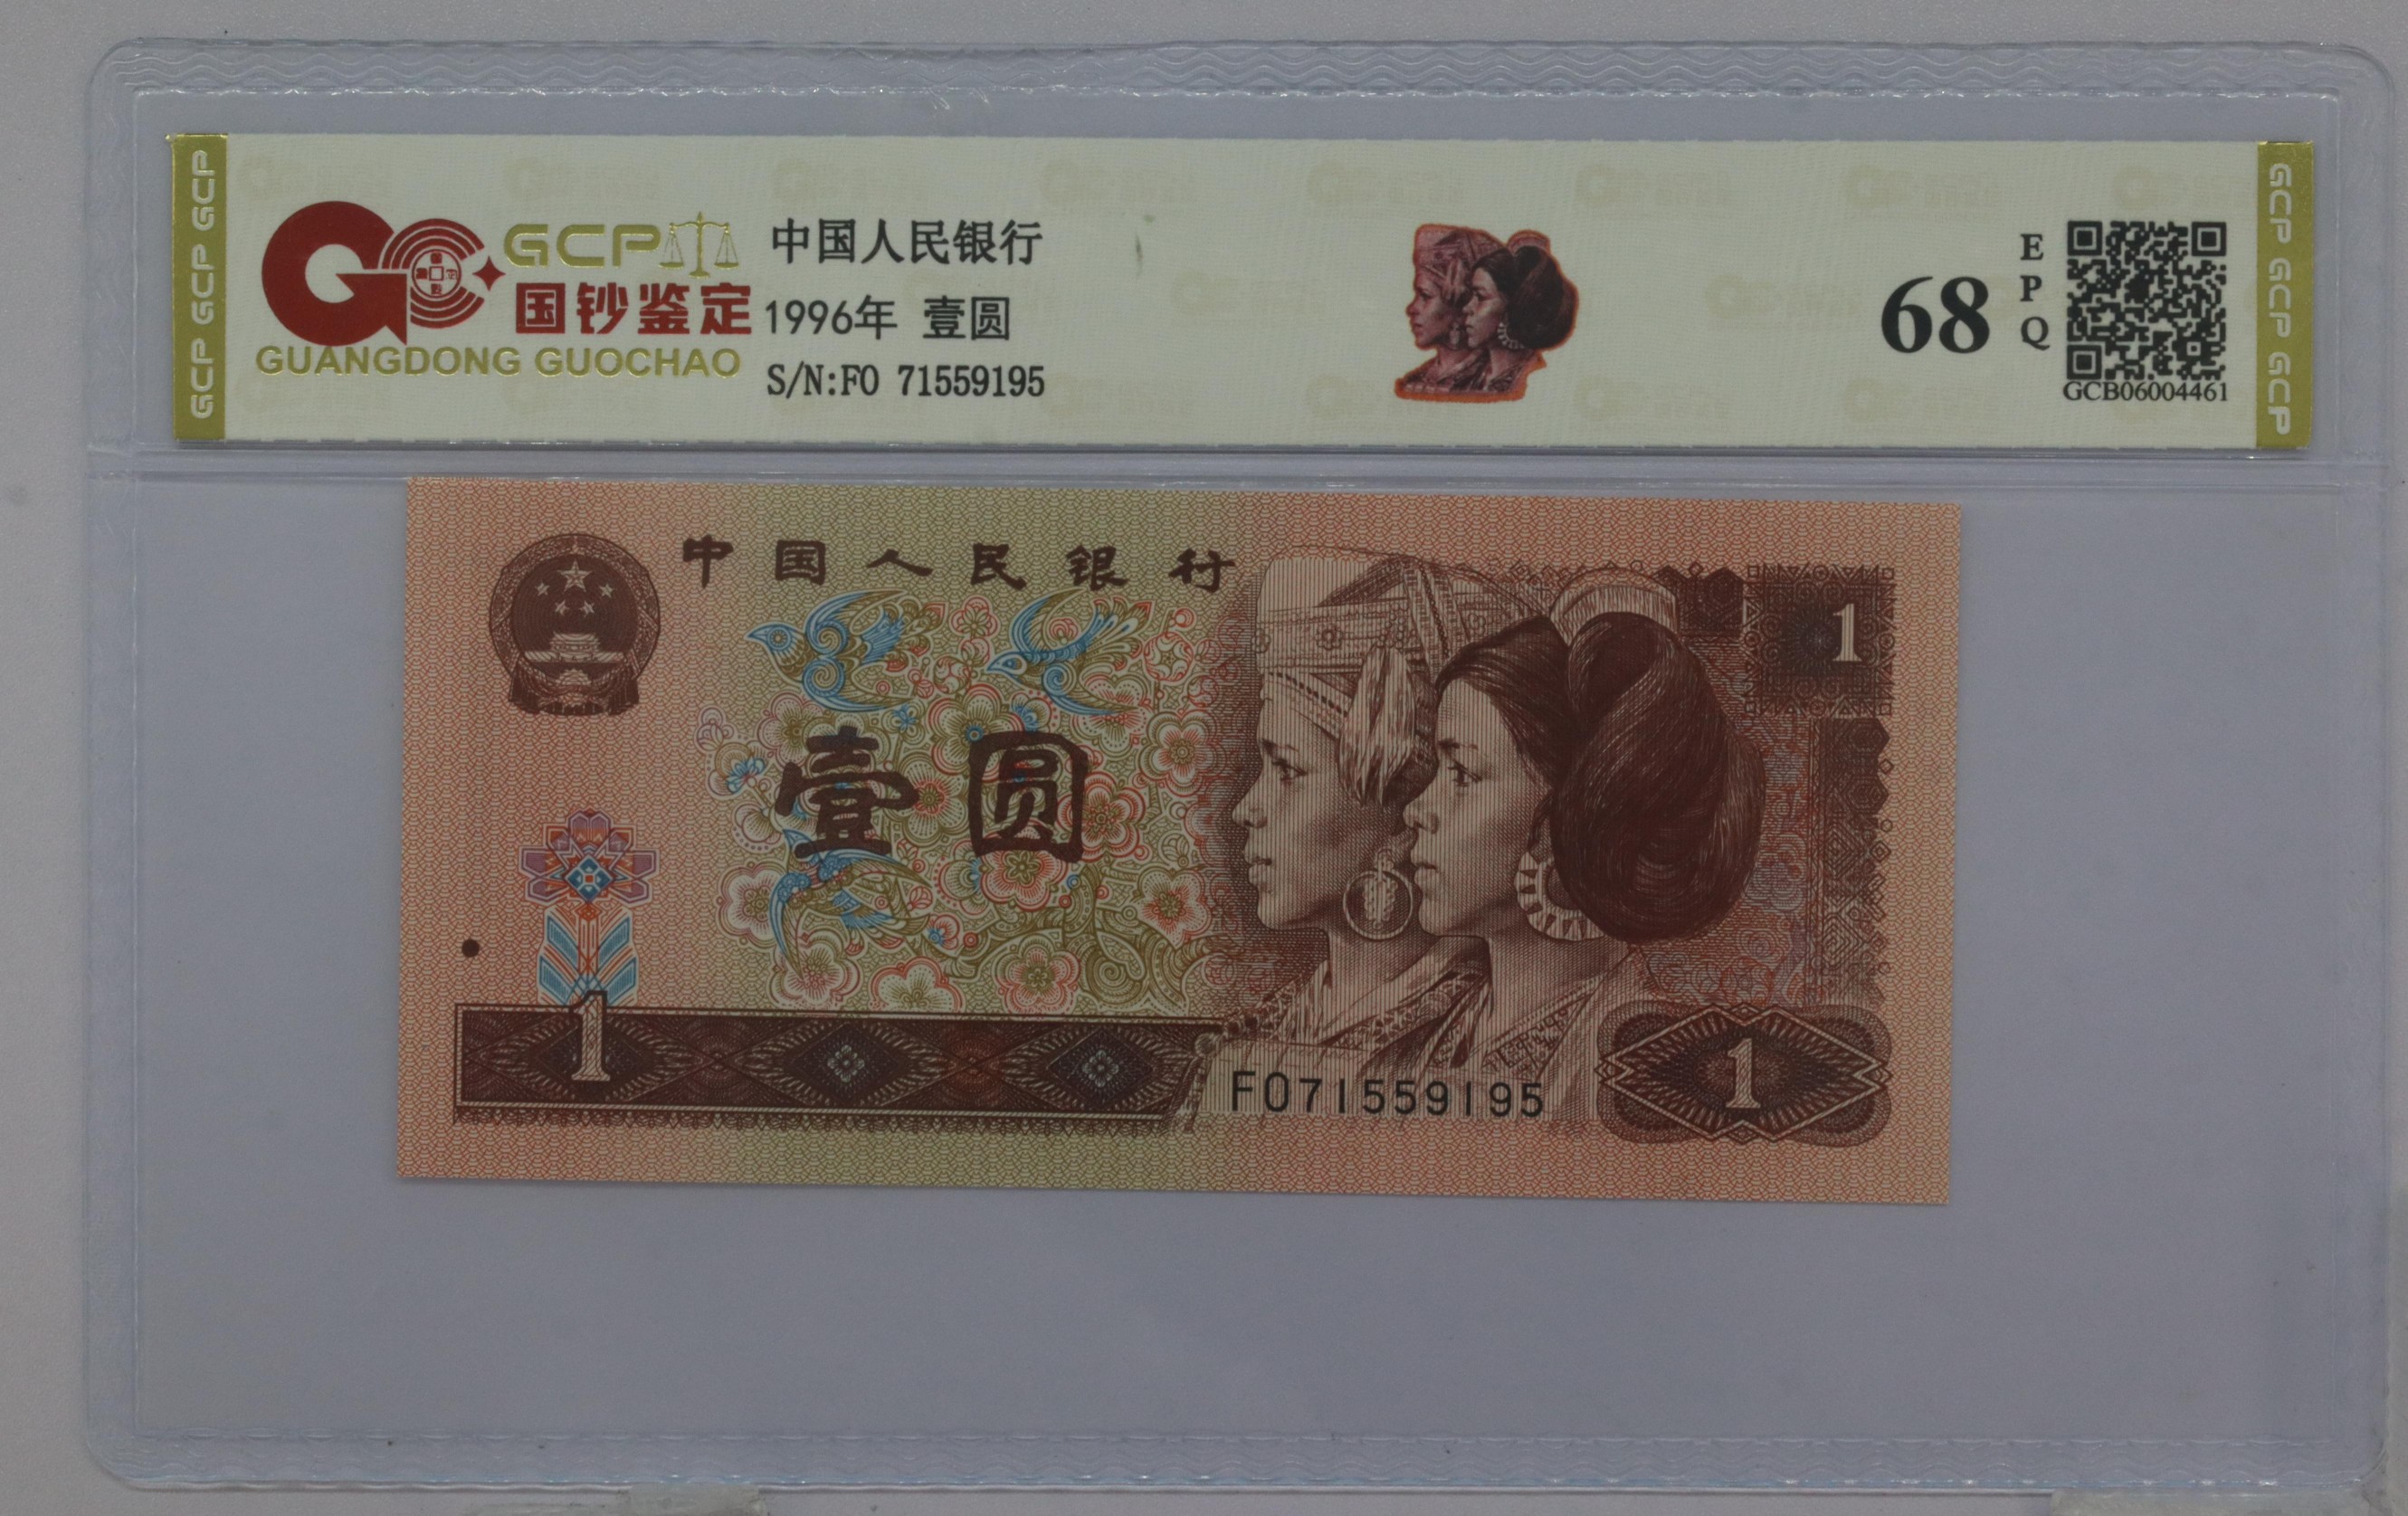 GCP GCP GCP
GCP
国钞鉴定
GUANGDONG GUOCHAO
中国人民银行
1996年 壹圆
S/N:FO 71559195
68
E
P
Q
GCB06004461
GCP GCP GCP
中国人民银行
1
壹圆
1
FO71559195
1